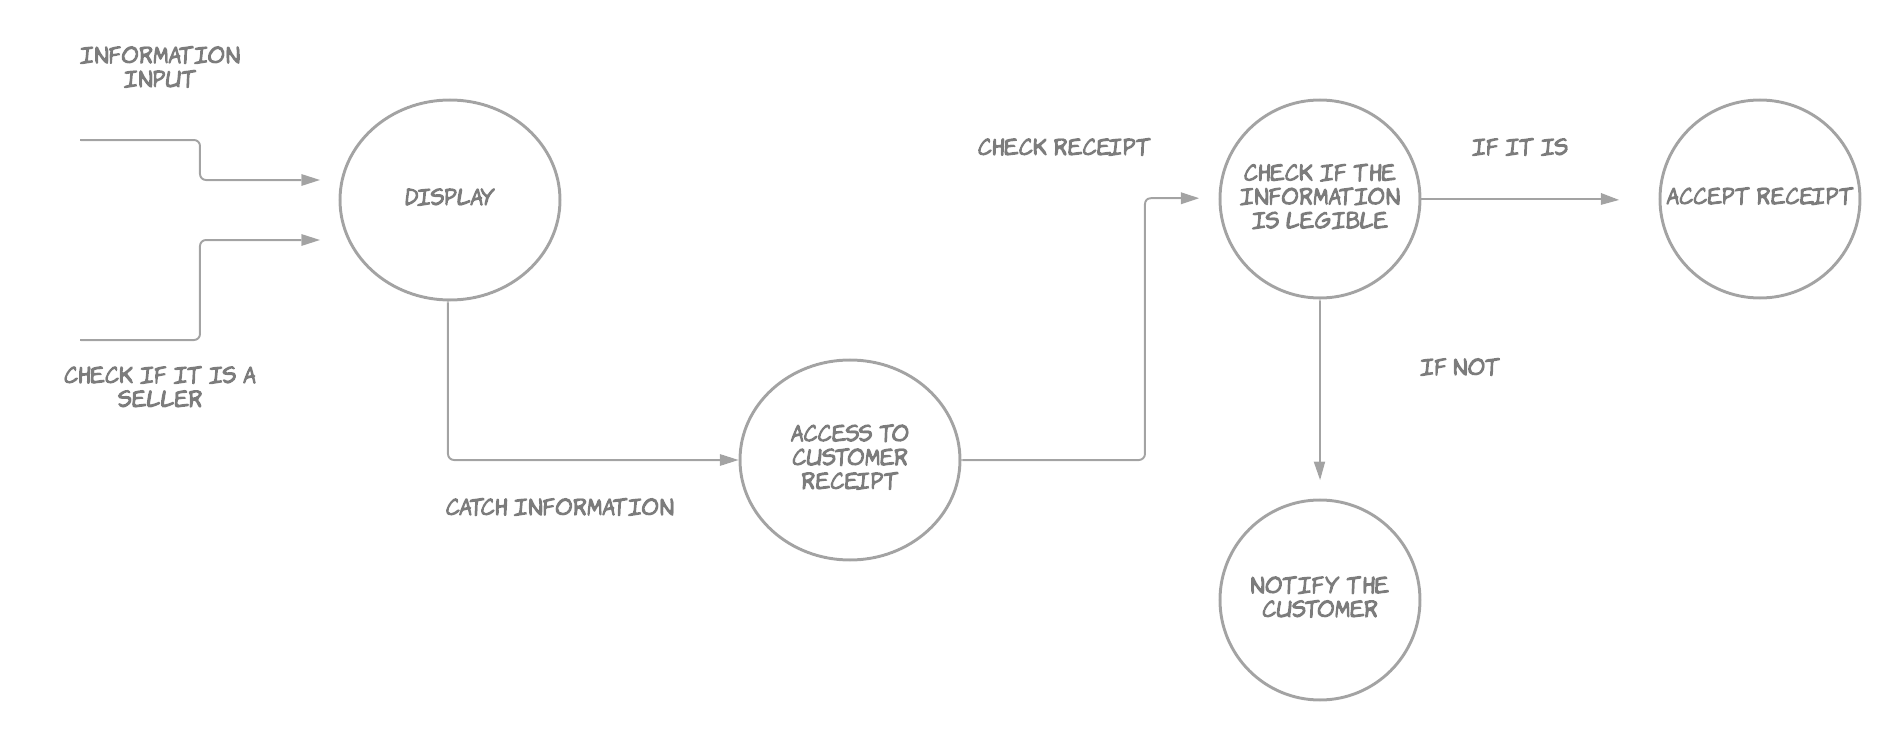 INFORMATION
INPUT
DISPLAY
CHECK IF IT IS A
SELLER
CATCH INFORMATION
ACCESS TO
CUSTOMER
RECEIPT
CHECK RECEIPT
CHECK IF THE
INFORMATION
IS LEGIBLE
IF IT IS
ACCEPT RECEIPT
IF NOT
NOTIFY THE
CUSTOMER